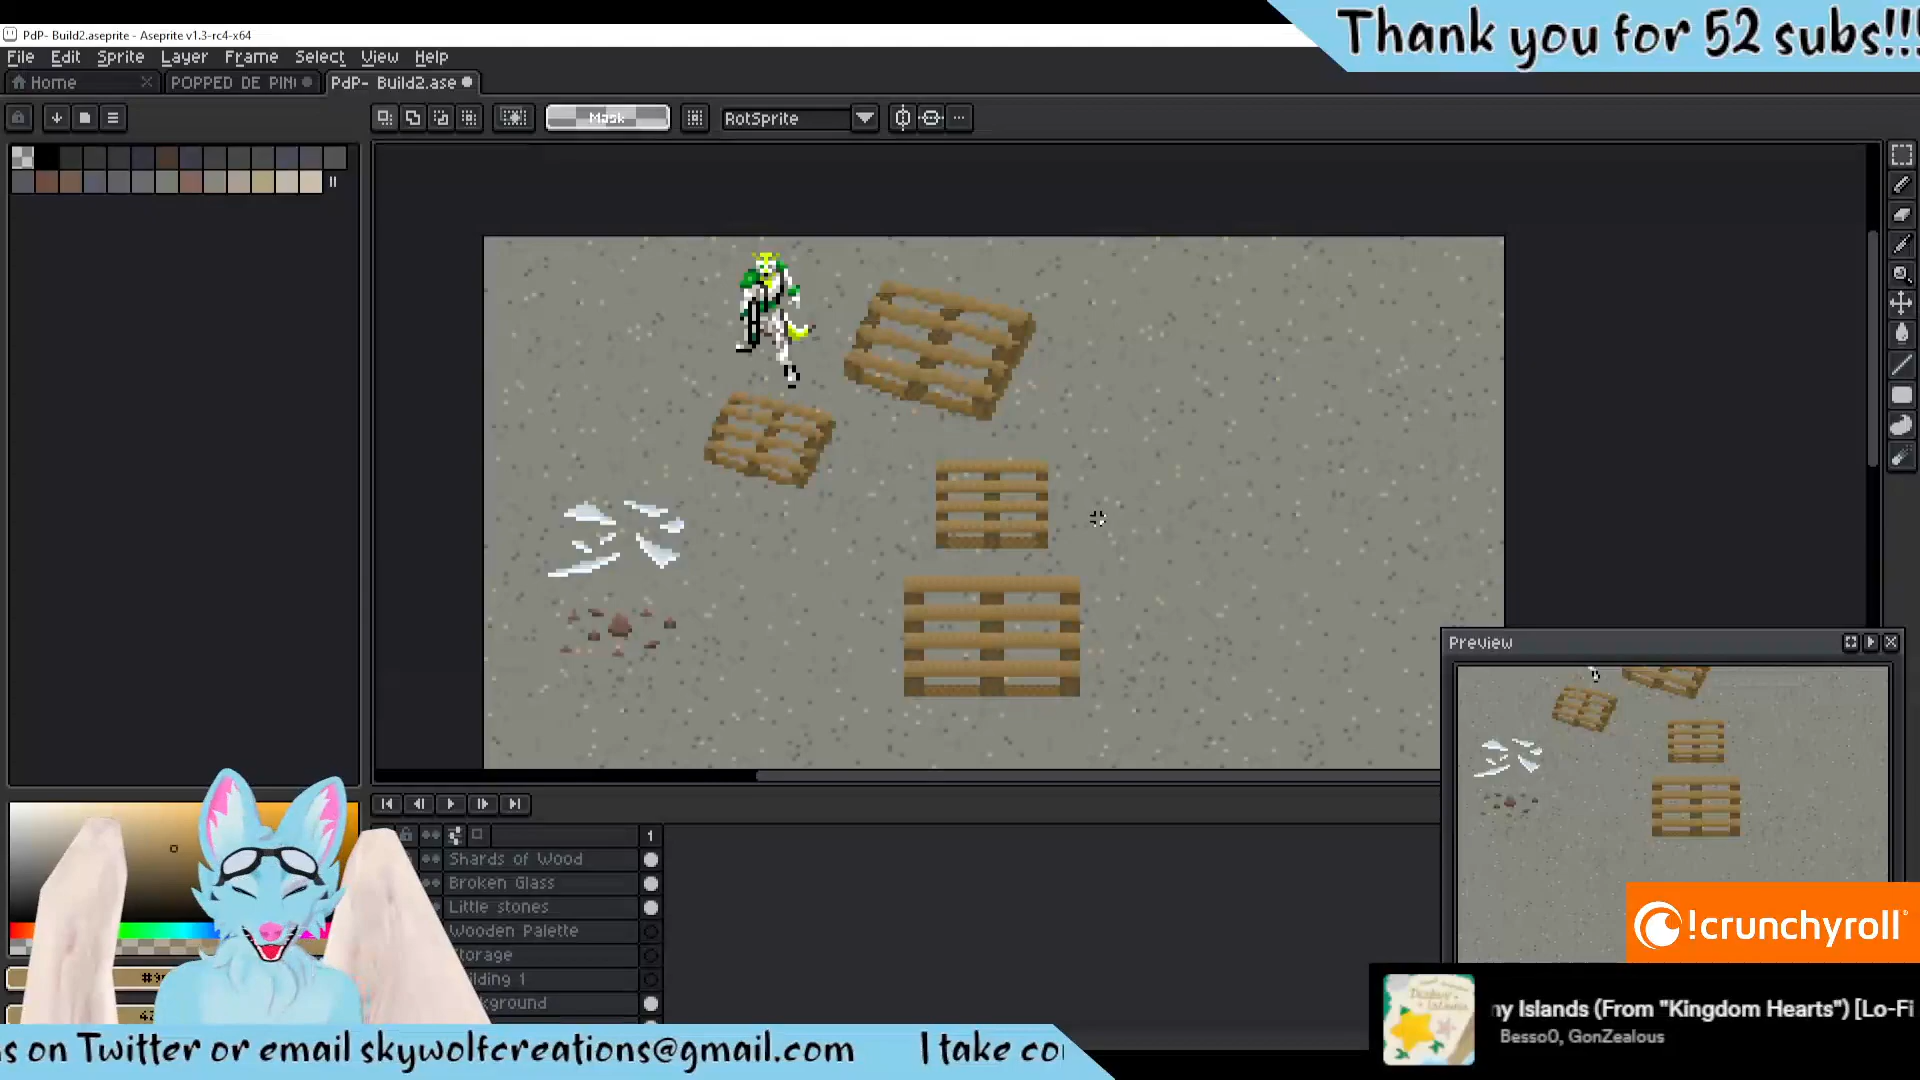 PdP- Build2.aseprite - Aseprite v1.3-rc4-x64
Thank you for 52 subs!!!
File Edit Sprite Layer Select Frame View Help
Home
POPPED DE PIN
PdP- Build2.ase
Mask
RotSprite
Preview
1
Shards of Wood
Broken Glass
Little stones
Wooden Palette
torage
ilding 1
kground
!crunchyroll
ny Islands (From "Kingdom Hearts") [Lo-Fi
BessoO, GonZealous
s on Twitter or email skywolfcreations@gmail.com
I take co